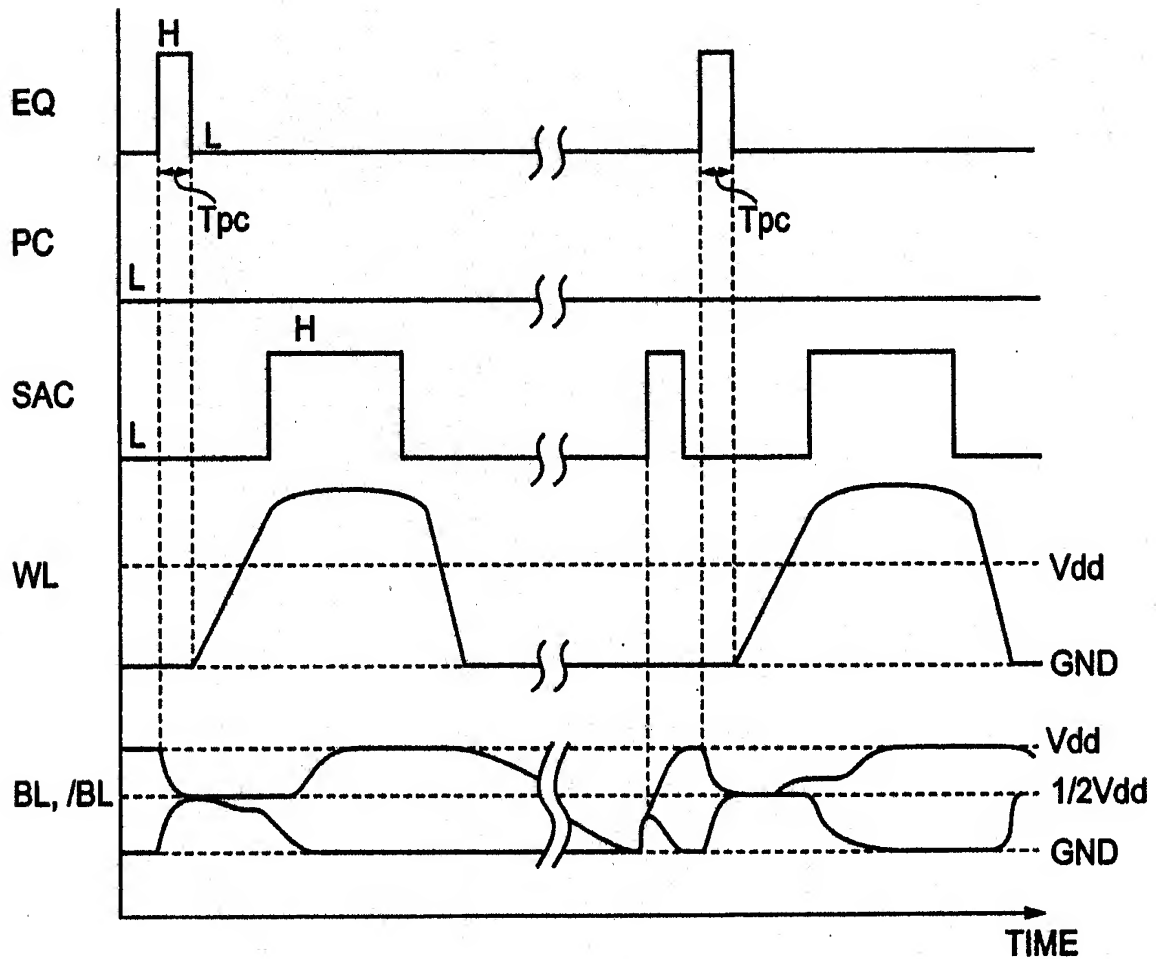 H
EQ
L
Tpc
Tpc
PC
L
H
SAC
L
WL
Vdd
GND
Vdd
BL, /BL
1/2Vdd
GND
TIME